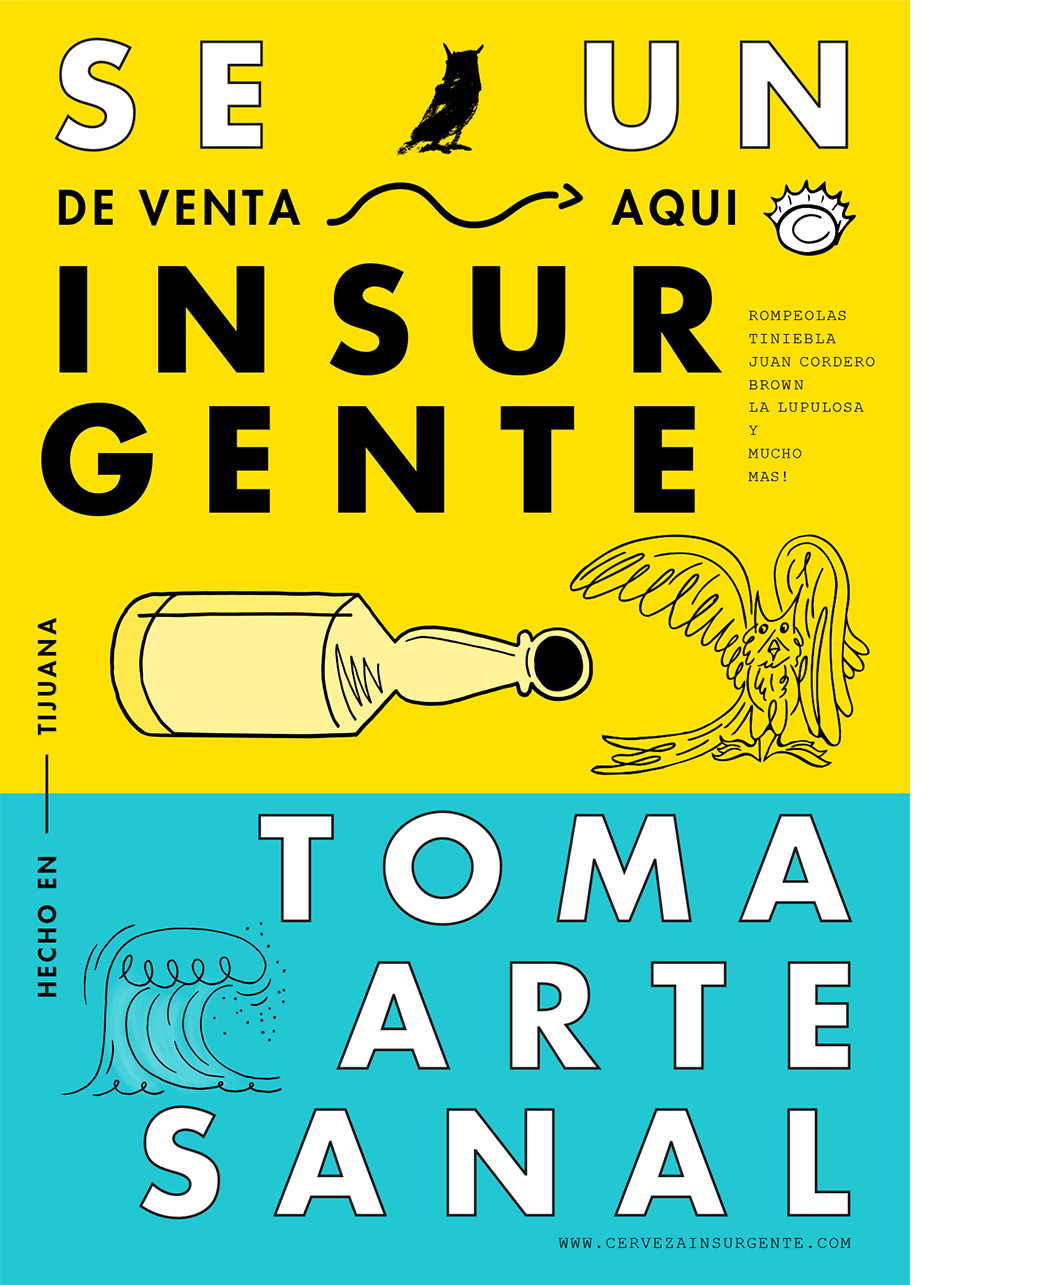 SE UN
DE VENTA AQUI
INSUR
GENTE
ROMPEOLAS
TINIEBLA
JUAN CORDERO
BROWN
LA LUPULOSA
Y
MUCHO
MAS!
HECHO EN — TIJUANA
TOMA
ARTE
SANAL
WWW.CERVEZAINSURGENTE.COM